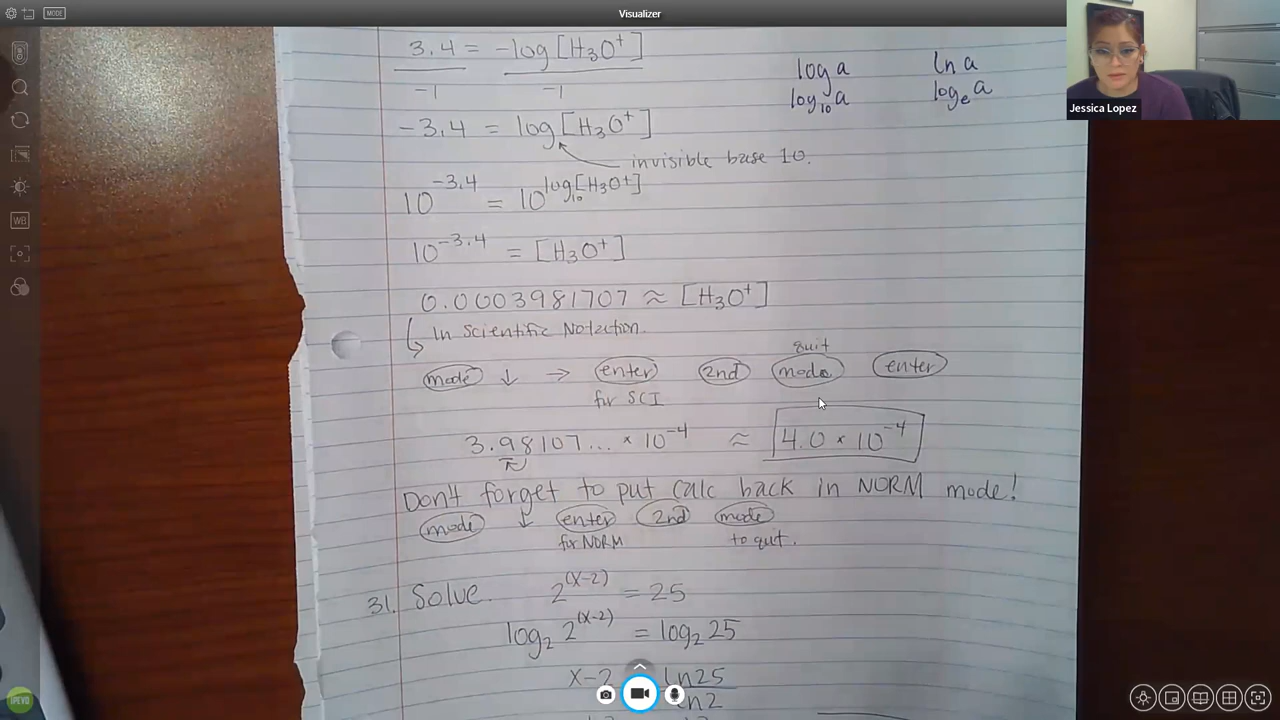 MODE
Visualizer
Jessica Lopez
3.4 = -log[H₃O⁺]
-1 -1
log a ln a
log₁₀a logₑa
-3.4 = log[H₃O⁺]
invisible base 10.
10^-3.4 = 10^log₁₀[H₃O⁺]
10^-3.4 = [H₃O⁺]
0.0003981707 ≈ [H₃O⁺]
In Scientific Notation.
quit
mode ↓ → enter 2nd mode enter
for SCI
3.98107... × 10⁻⁴ ≈ 4.0 × 10⁻⁴
Don't forget to put calc back in NORM mode!
mode ↓ enter 2nd mode
for NORM to quit.
31. Solve. 2^(x-2) = 25
log₂ 2^(x-2) = log₂ 25
x-2 ln25
ln2
WB
IPEVO